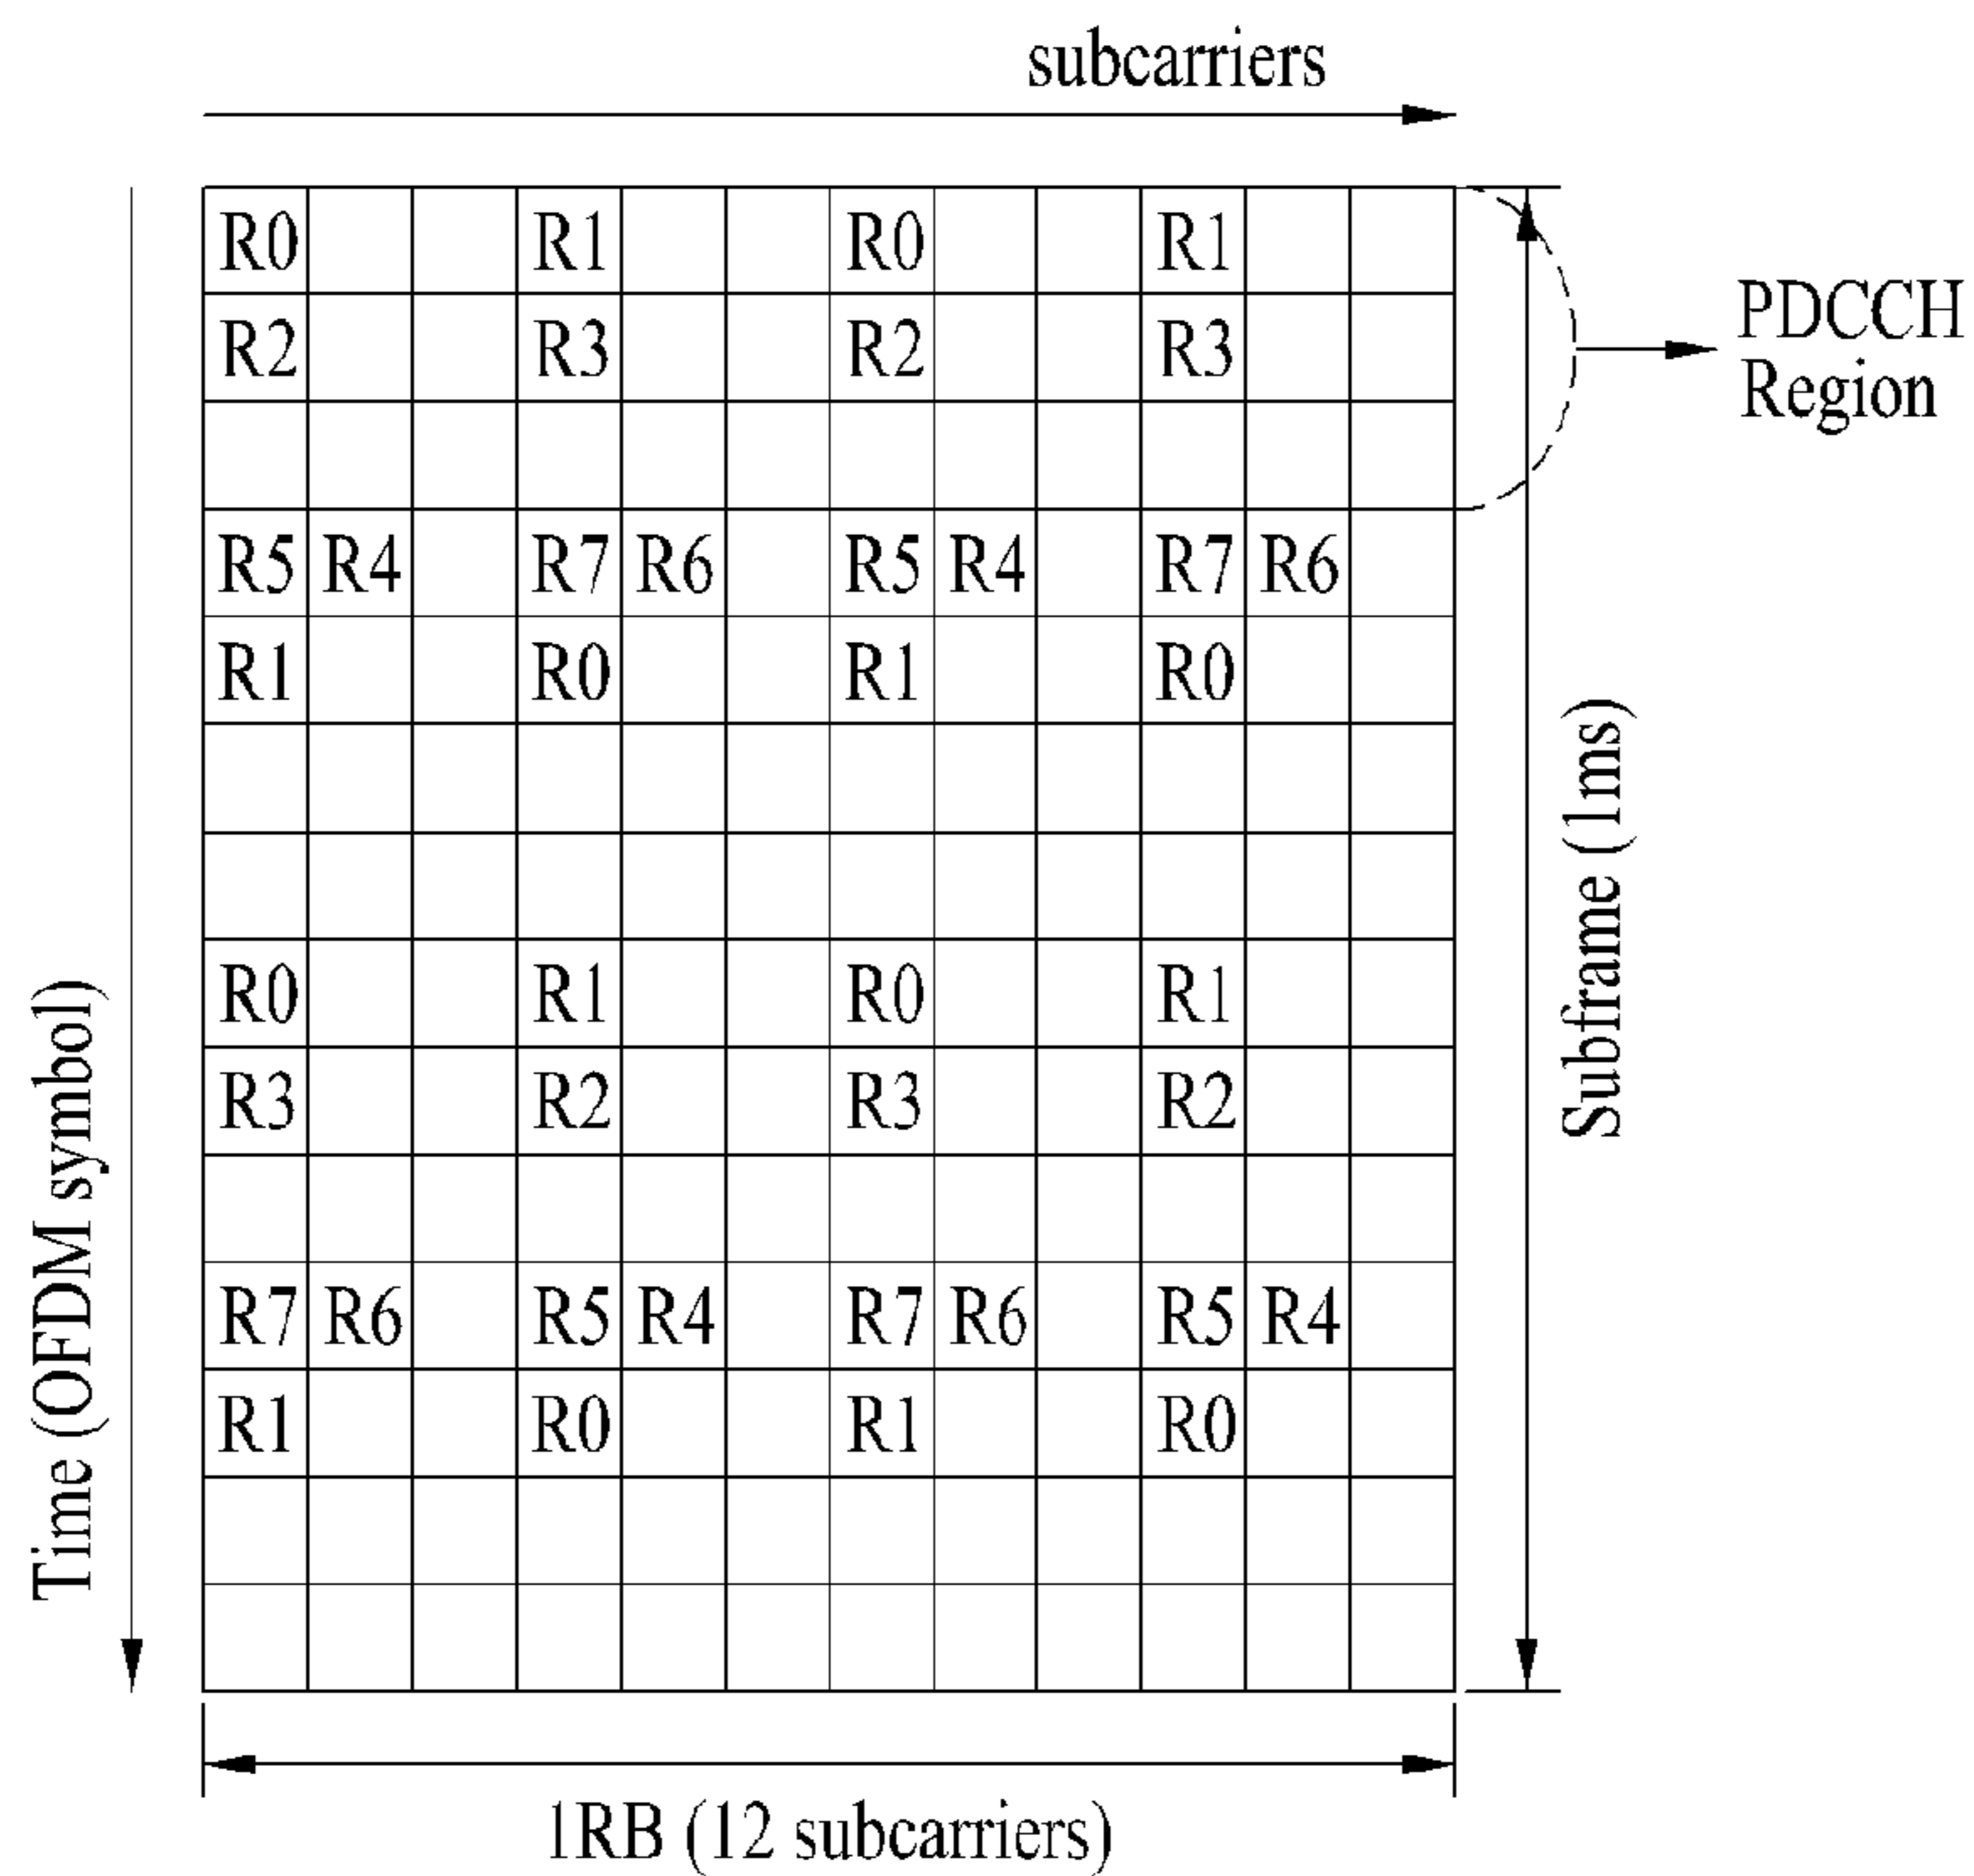 subcarriers
R0 R1 R0 R1
R2 R3 R2 R3
PDCCH
Region
R5 R4 R7 R6 R5 R4 R7 R6
R1 R0 R1 R0
R0 R1 R0 R1
R3 R2 R3 R2
R7 R6 R5 R4 R7 R6 R5 R4
R1 R0 R1 R0
Time (OFDM symbol)
Subframe (1ms)
1RB (12 subcarriers)